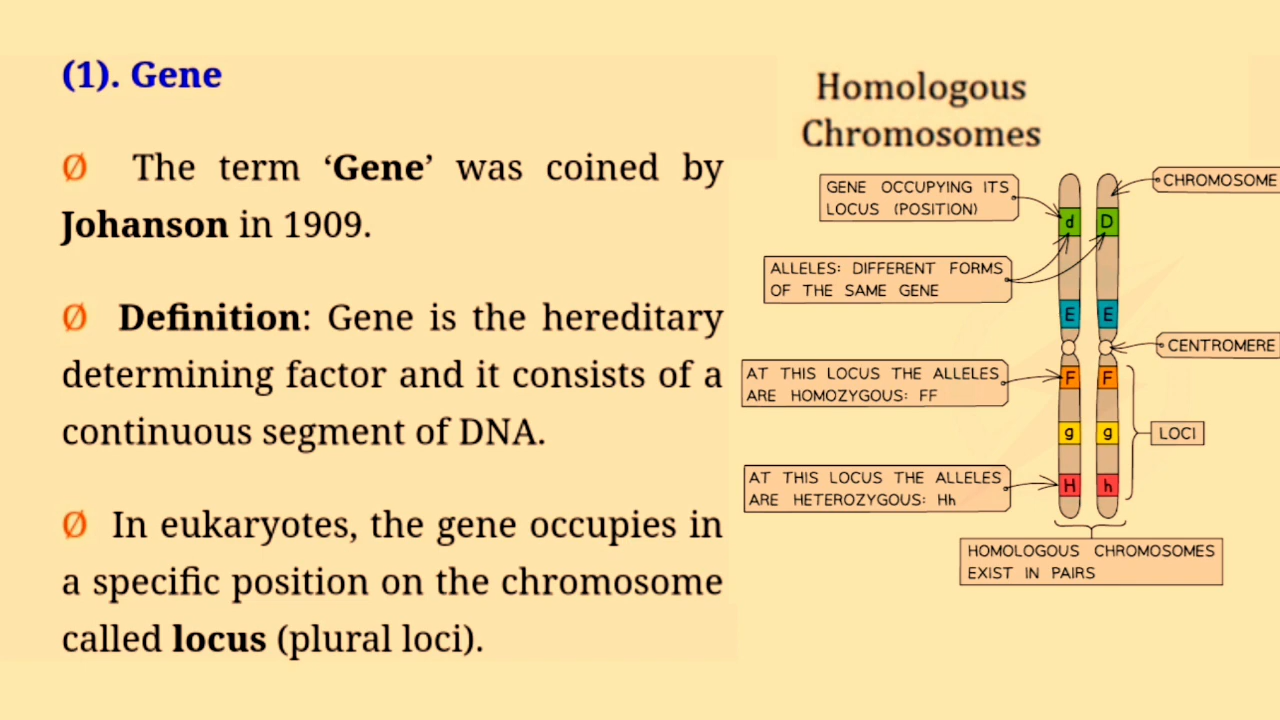 (1). Gene
Ø The term ‘Gene’ was coined by
Johanson in 1909.
Ø Definition: Gene is the hereditary
determining factor and it consists of a
continuous segment of DNA.
Ø In eukaryotes, the gene occupies in
a specific position on the chromosome
called locus (plural loci).
Homologous
Chromosomes
GENE OCCUPYING ITS
LOCUS (POSITION)
CHROMOSOME
d D
ALLELES: DIFFERENT FORMS
OF THE SAME GENE
E E
CENTROMERE
AT THIS LOCUS THE ALLELES
ARE HOMOZYGOUS: FF
F F
g g
LOCI
AT THIS LOCUS THE ALLELES
ARE HETEROZYGOUS: Hh
H h
HOMOLOGOUS CHROMOSOMES
EXIST IN PAIRS